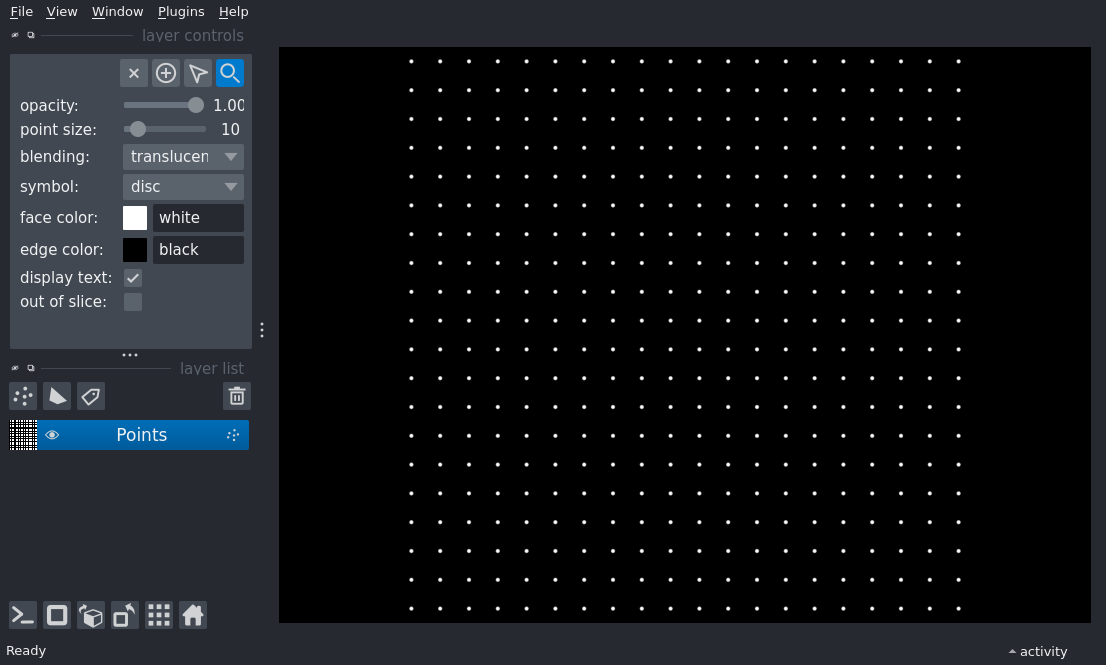 File View Window Plugins Help
layer controls
opacity: 1.00
point size: 10
blending: translucen
symbol: disc
face color: white
edge color: black
display text:
out of slice:
layer list
Points
Ready
activity